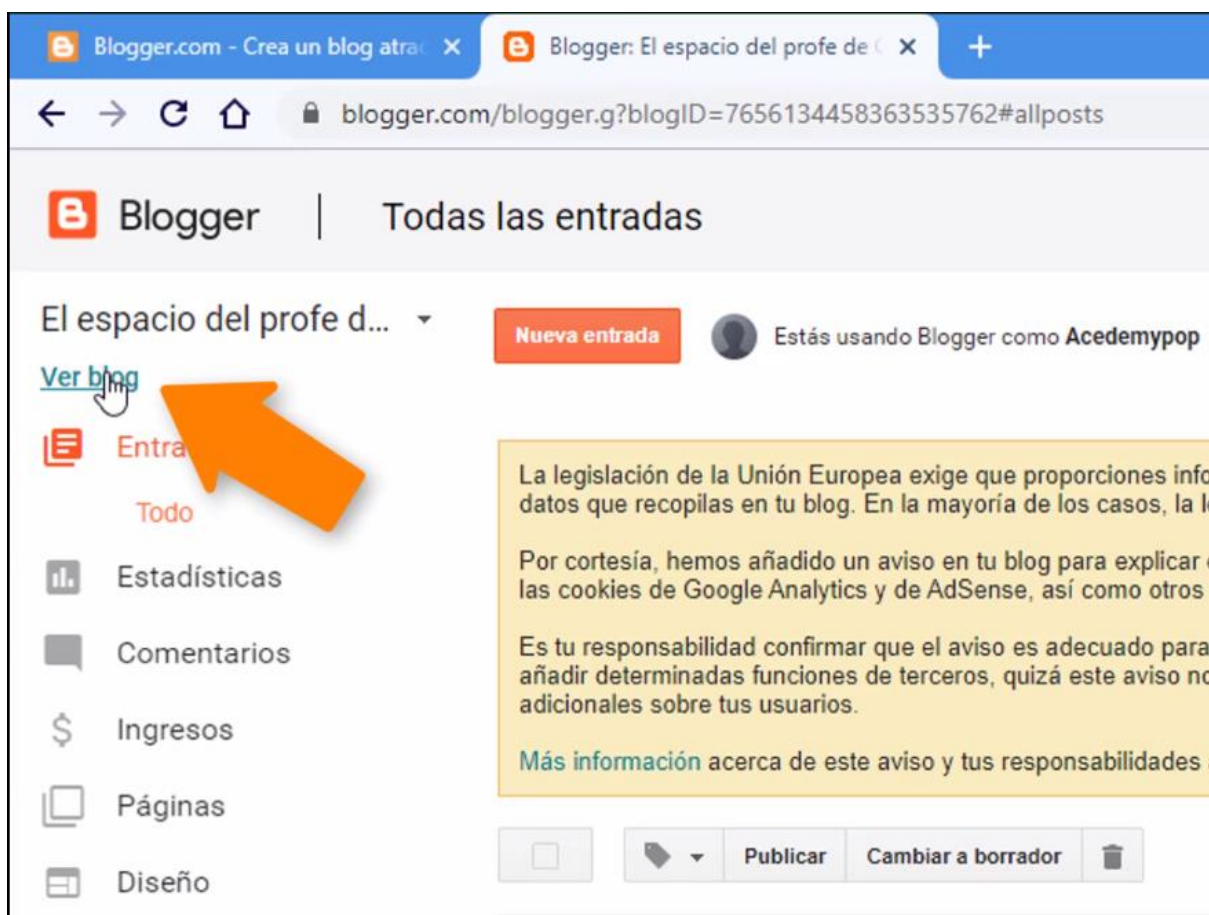 Blogger.com - Crea un blog atrac
Blogger: El espacio del profe de C
blogger.com/blogger.g?blogID=7656134458363535762#allposts
Blogger
Todas las entradas
El espacio del profe d...
Nueva entrada
Estás usando Blogger como Acedemypop
Ver blog
Entra
Todo
Estadísticas
Comentarios
Ingresos
Páginas
Diseño
La legislación de la Unión Europea exige que proporciones info
datos que recopilas en tu blog. En la mayoría de los casos, la
Por cortesía, hemos añadido un aviso en tu blog para explicar
las cookies de Google Analytics y de AdSense, así como otros
Es tu responsabilidad confirmar que el aviso es adecuado para
añadir determinadas funciones de terceros, quizá este aviso no
adicionales sobre tus usuarios.
Más información acerca de este aviso y tus responsabilidades
Publicar
Cambiar a borrador